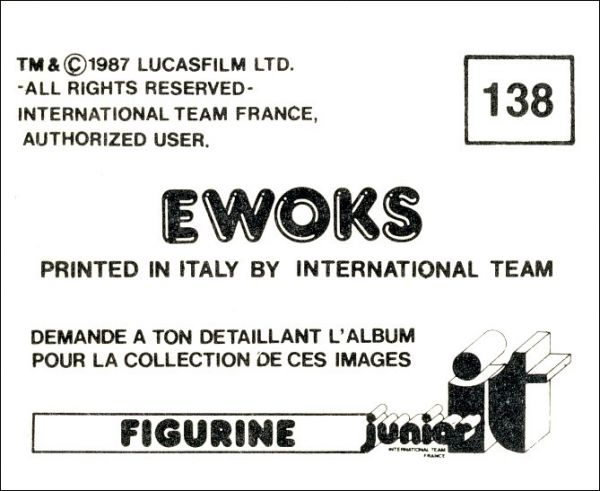 TM & ©1987 LUCASFILM LTD.
-ALL RIGHTS RESERVED-
INTERNATIONAL TEAM FRANCE,
AUTHORIZED USER.
138
EWOKS
PRINTED IN ITALY BY INTERNATIONAL TEAM
DEMANDE A TON DETAILLANT L'ALBUM
POUR LA COLLECTION DE CES IMAGES
FIGURINE
junior it
INTERNATIONAL TEAM
FRANCE